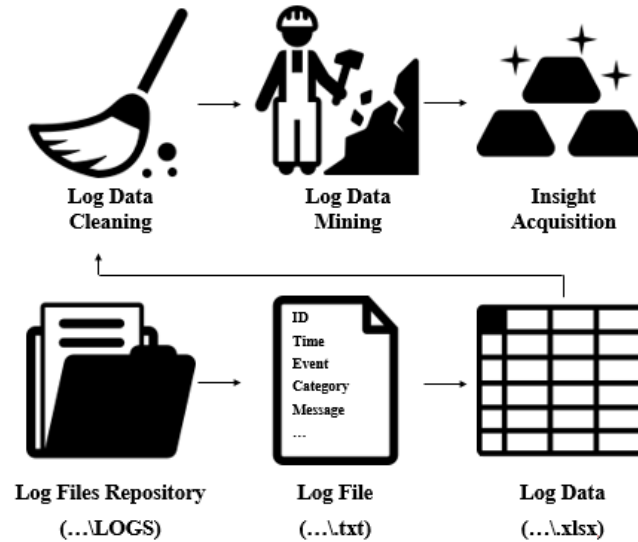 Log Data
Cleaning
Log Data
Mining
Insight
Acquisition
ID
Time
Event
Category
Message
…
Log Files Repository
(…\LOGS)
Log File
(…\.txt)
Log Data
(…\.xlsx)